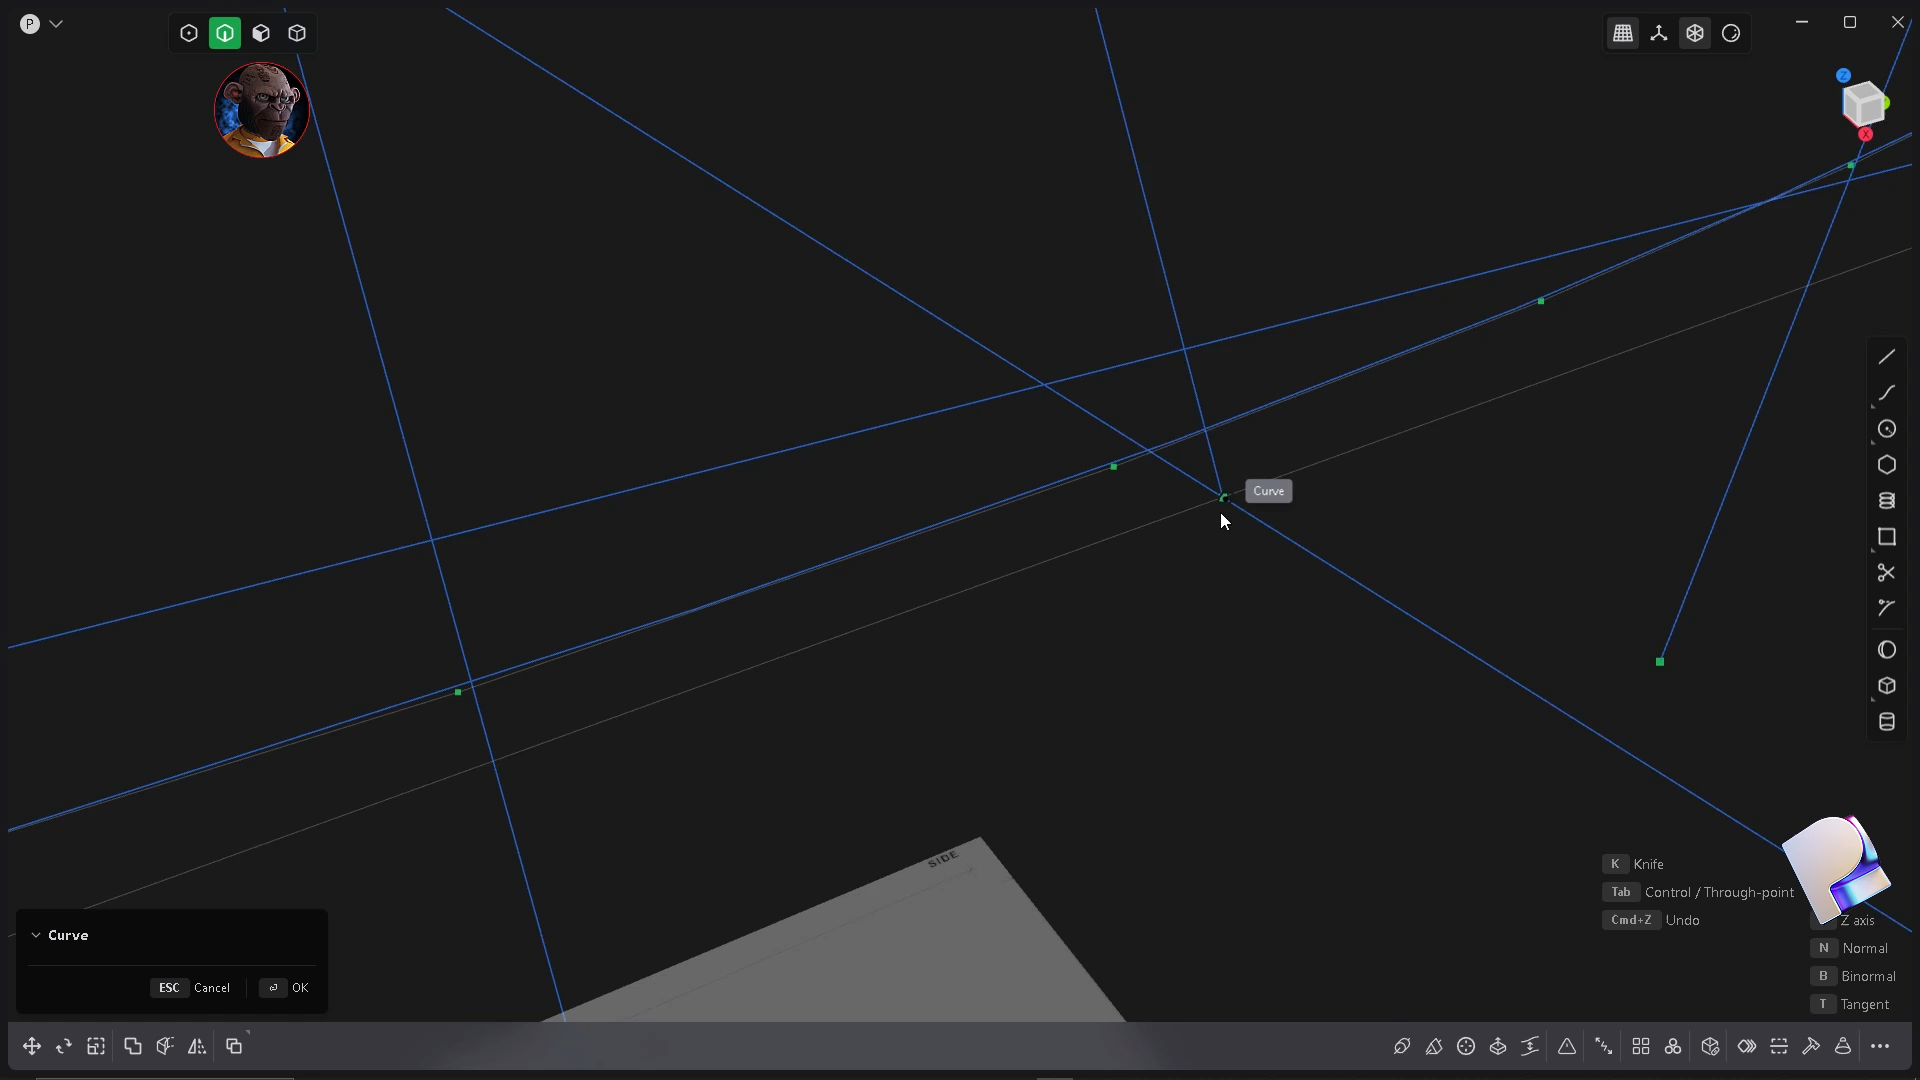 P
Z
X
Curve
SIDE
K Knife
Tab Control / Through-point
Cmd+Z Undo
Z axis
N Normal
B Binormal
T Tangent
Curve
ESC Cancel
OK